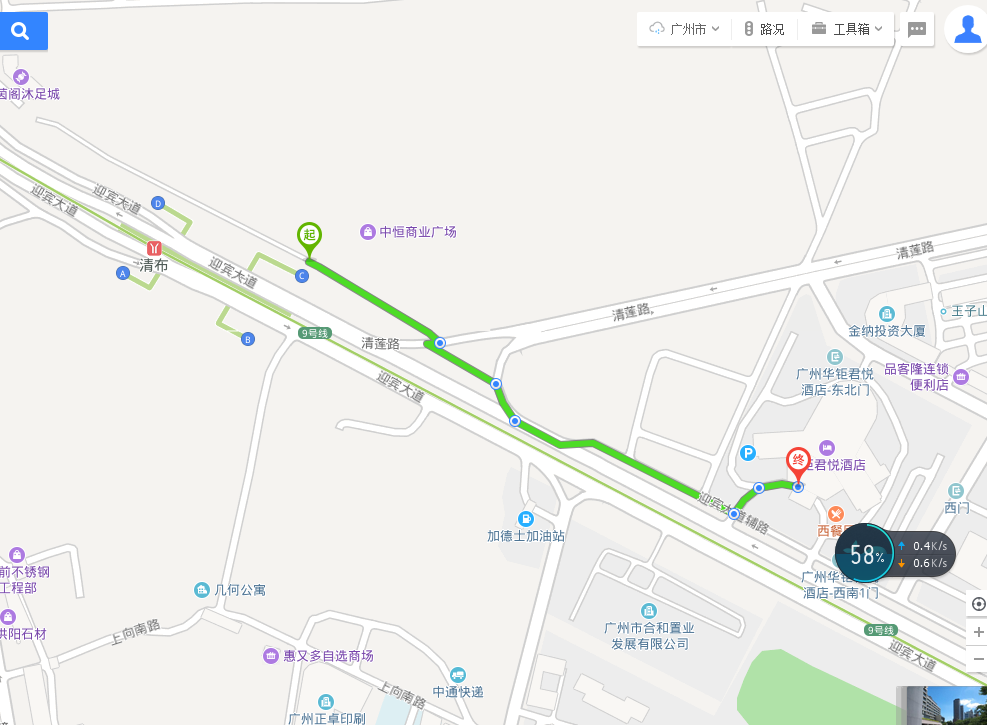 广州市
路况
工具箱
茵阁沐足城
迎宾大道
迎宾大道
D
起
中恒商业广场
清莲路
清布
A
迎宾大道
C
B
9号线
清莲路
清莲路
王子山
金纳投资大厦
广州华钜君悦
酒店-东北门
品客隆连锁
便利店
迎宾大道
P
终
君悦酒店
迎宾大道辅路
西门
西餐
加德士加油站
58%
0.4K/s
0.6K/s
广州华钜
酒店-西南1门
前不锈钢
工程部
几何公寓
洪阳石材
上向南路
广州市合和置业
发展有限公司
9号线
迎宾大道
惠又多自选商场
中通快递
上向南路
广州正卓印刷